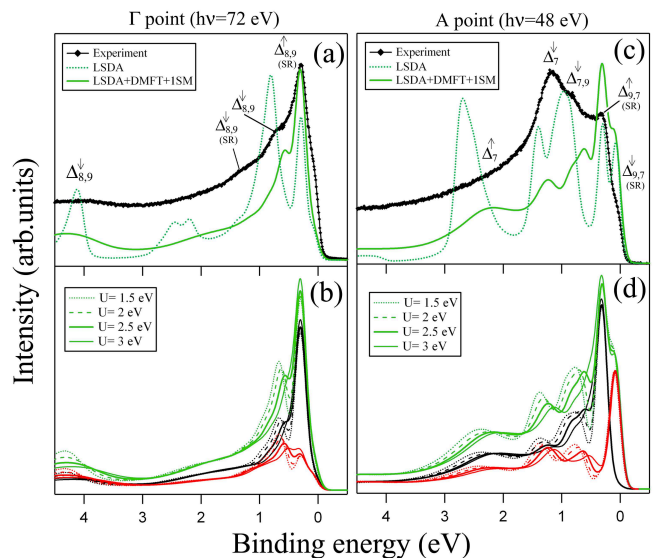 Γ point (hν=72 eV)
A point (hν=48 eV)
(a)
Experiment
LSDA
LSDA+DMFT+1SM
Δ↑8,9
(SR)
Δ↓8,9
Δ↓8,9
(SR)
Δ↓8,9
(c)
Experiment
LSDA
LSDA+DMFT+1SM
Δ↓7
Δ↓7,9
Δ↑9,7
(SR)
Δ↑7
Δ↓9,7
(SR)
Intensity (arb.units)
(b)
U= 1.5 eV
U= 2 eV
U= 2.5 eV
U= 3 eV
(d)
U= 1.5 eV
U= 2 eV
U= 2.5 eV
U= 3 eV
4 3 2 1 0
4 3 2 1 0
Binding energy (eV)